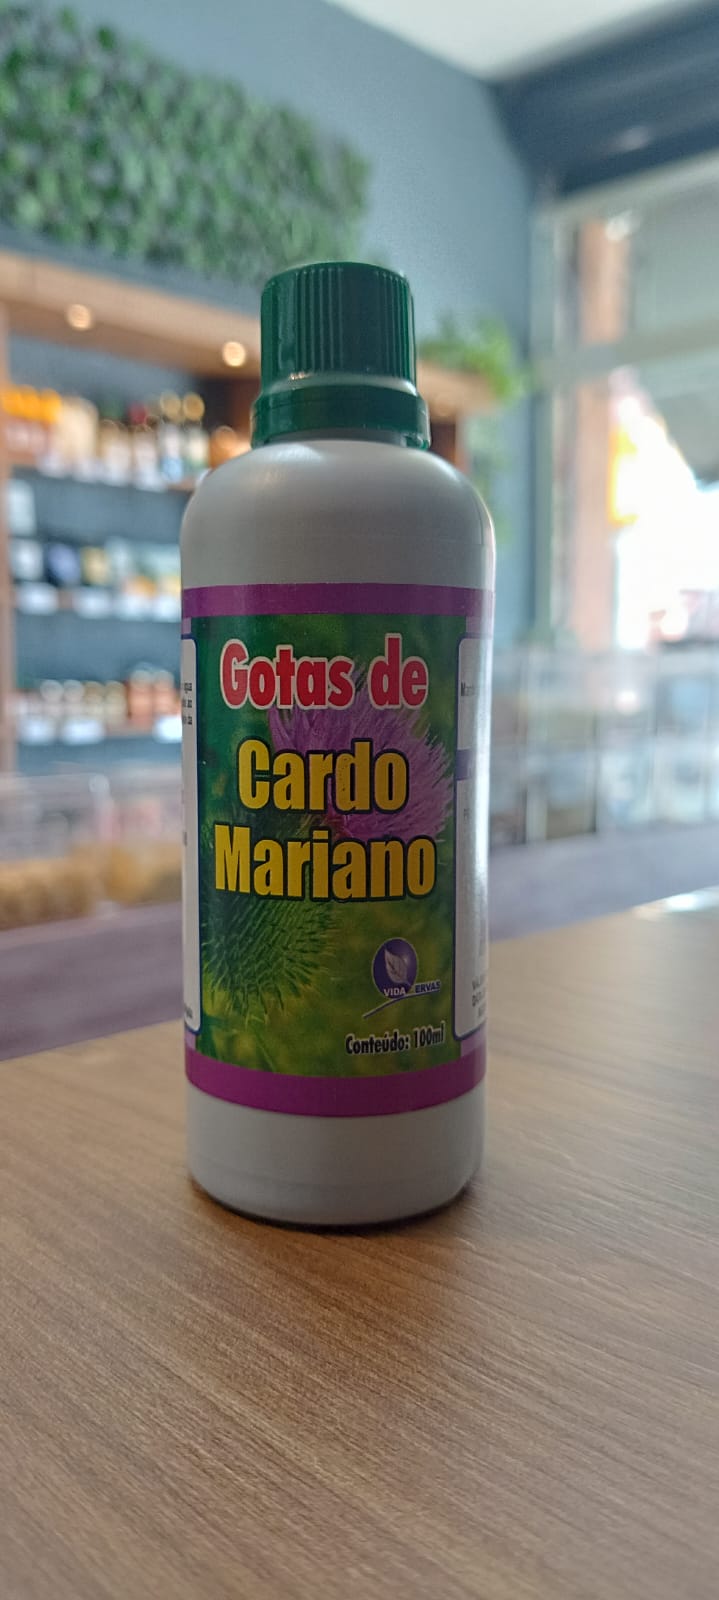 Gotas de
Cardo
Mariano
VIDA ERVAS
Conteúdo: 100ml